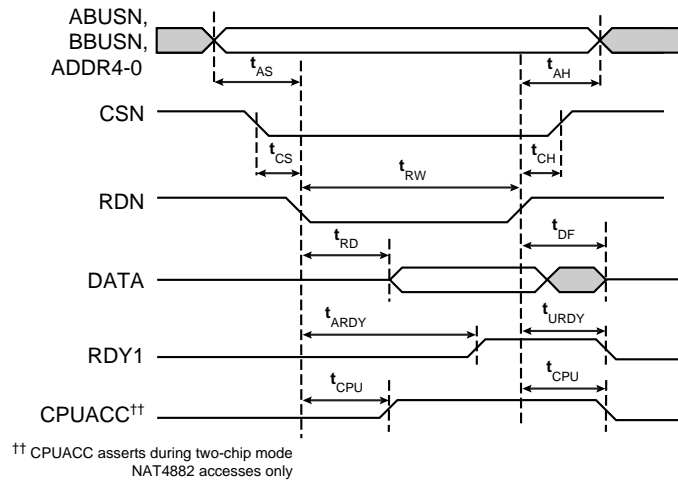 ABUSN,
BBUSN,
ADDR4-0
tAS
tAH
CSN
tCS
tRW
tCH
RDN
tRD
tDF
DATA
tARDY
tURDY
RDY1
tCPU
tCPU
CPUACC††
†† CPUACC asserts during two-chip mode
NAT4882 accesses only